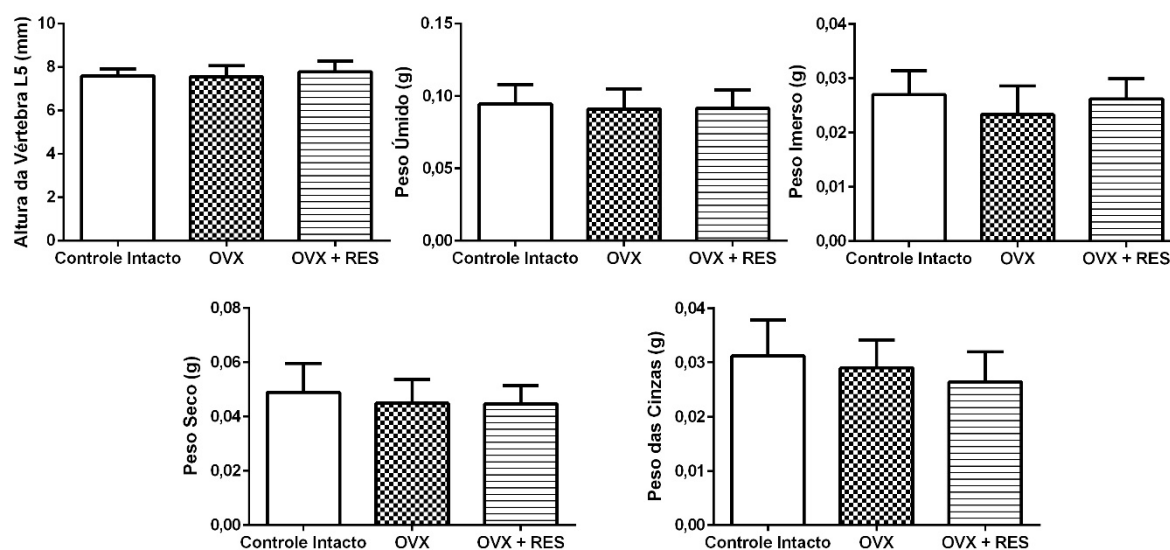 Altura da Vértebra L5 (mm)
10
8
6
4
2
0
Controle Intacto OVX OVX + RES
Peso Úmido (g)
0.15
0,10
0,05
0,00
Controle Intacto OVX OVX + RES
Peso Imerso (g)
0,04
0,03
0,02
0,01
0,00
Controle Intacto OVX OVX + RES
Peso Seco (g)
0,08
0,06
0,04
0,02
0,00
Controle Intacto OVX OVX + RES
Peso das Cinzas (g)
0,04
0,03
0,02
0,01
0,00
Controle Intacto OVX OVX + RES